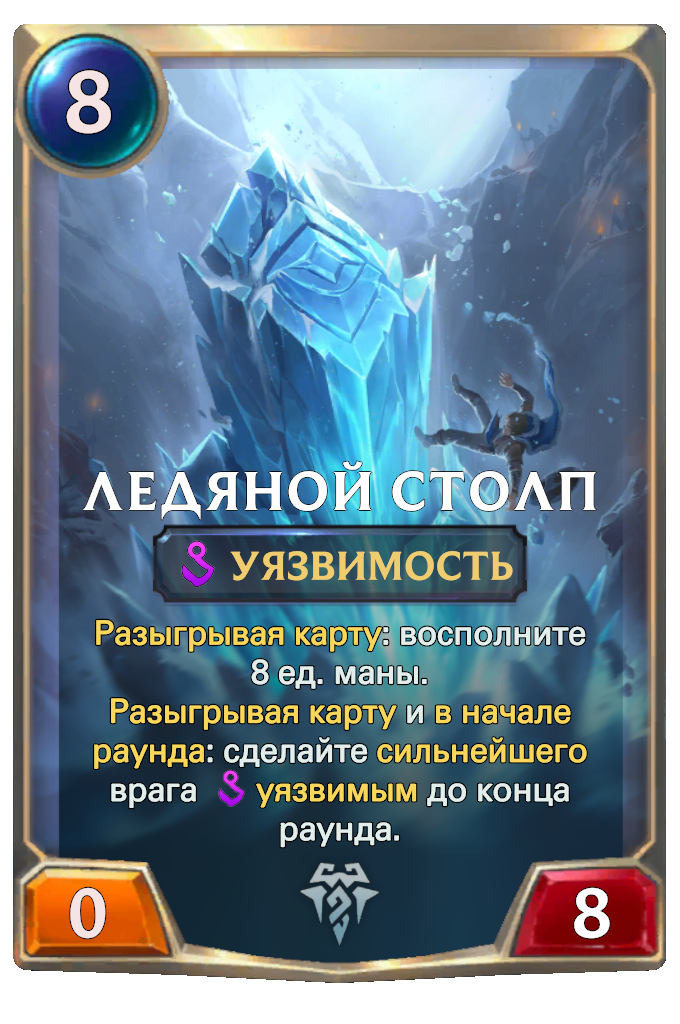 8
ЛЕДЯНОЙ СТОЛП
УЯЗВИМОСТЬ
Разыгрывая карту: восполните
8 ед. маны.
Разыгрывая карту и в начале
раунда: сделайте сильнейшего
врага уязвимым до конца
раунда.
0
8